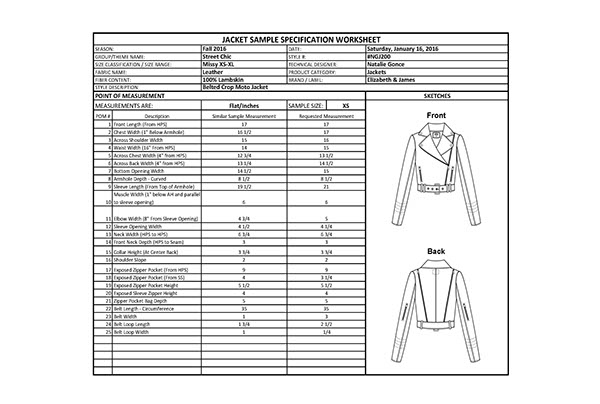 JACKET SAMPLE SPECIFICATION WORKSHEET
SEASON: Fall 2016 DATE: Saturday, January 16, 2016
GROUP/THEME NAME: Street Chic STYLE #: #NGJ200
SIZE CLASSIFICATION / SIZE RANGE: Missy XS-XL TECHNICAL DESIGNER: Natalie Gonce
FABRIC NAME: Leather PRODUCT CATEGORY: Jackets
FIBER CONTENT: 100% Lambskin BRAND / LABEL: Elizabeth & James
STYLE DESCRIPTION: Belted Crop Moto Jacket
POINT OF MEASUREMENT SKETCHES
MEASUREMENTS ARE: Flat/Inches SAMPLE SIZE: XS
POM # Description Similar Sample Measurement Requested Measurement
1 Front Length (From HPS) 17 17
2 Chest Width (1" Below Armhole) 16 1/2 17
3 Across Shoulder Width 15 16
4 Waist Width (16" From HPS) 14 15
5 Across Chest Width (4" from HPS) 12 3/4 13 1/2
6 Across Back Width (4" from HPS) 13 1/4 14 1/2
7 Bottom Opening Width 14 1/2 15
8 Armhole Depth - Curved 8 1/2 8 1/2
9 Sleeve Length (From Top of Armhole) 19 1/2 21
10 Muscle Width (1" below AH and parallel to sleeve opening) 6 6
11 Elbow Width (8" From Sleeve Opening) 4 3/4 5
12 Sleeve Opening Width 4 1/2 4 1/4
13 Neck Width (HPS to HPS) 6 3/4 6 3/4
14 Front Neck Depth (HPS to Seam) 3 3
15 Collar Height (At Center Back) 3 3/4 3 3/4
16 Shoulder Slope 2 2
17 Exposed Zipper Pocket (From HPS) 9 9
18 Exposed Zipper Pocket (From SS) 4 3 1/4
19 Exposed Zipper Pocket Height 5 1/2 5 1/2
20 Exposed Sleeve Zipper Height 4 4
21 Zipper Pocket Bag Depth 5 5
22 Belt Length - Circumference 35 35
23 Belt Width 1 3
24 Belt Loop Length 1 3/4 2 1/2
25 Belt Loop Width 1 1/4
Front
Back